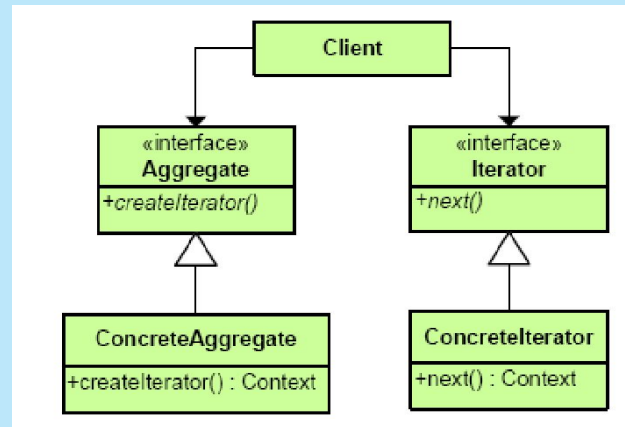 Client
«interface»
Aggregate
+createIterator()
«interface»
Iterator
+next()
ConcreteAggregate
+createIterator() : Context
ConcreteIterator
+next() : Context